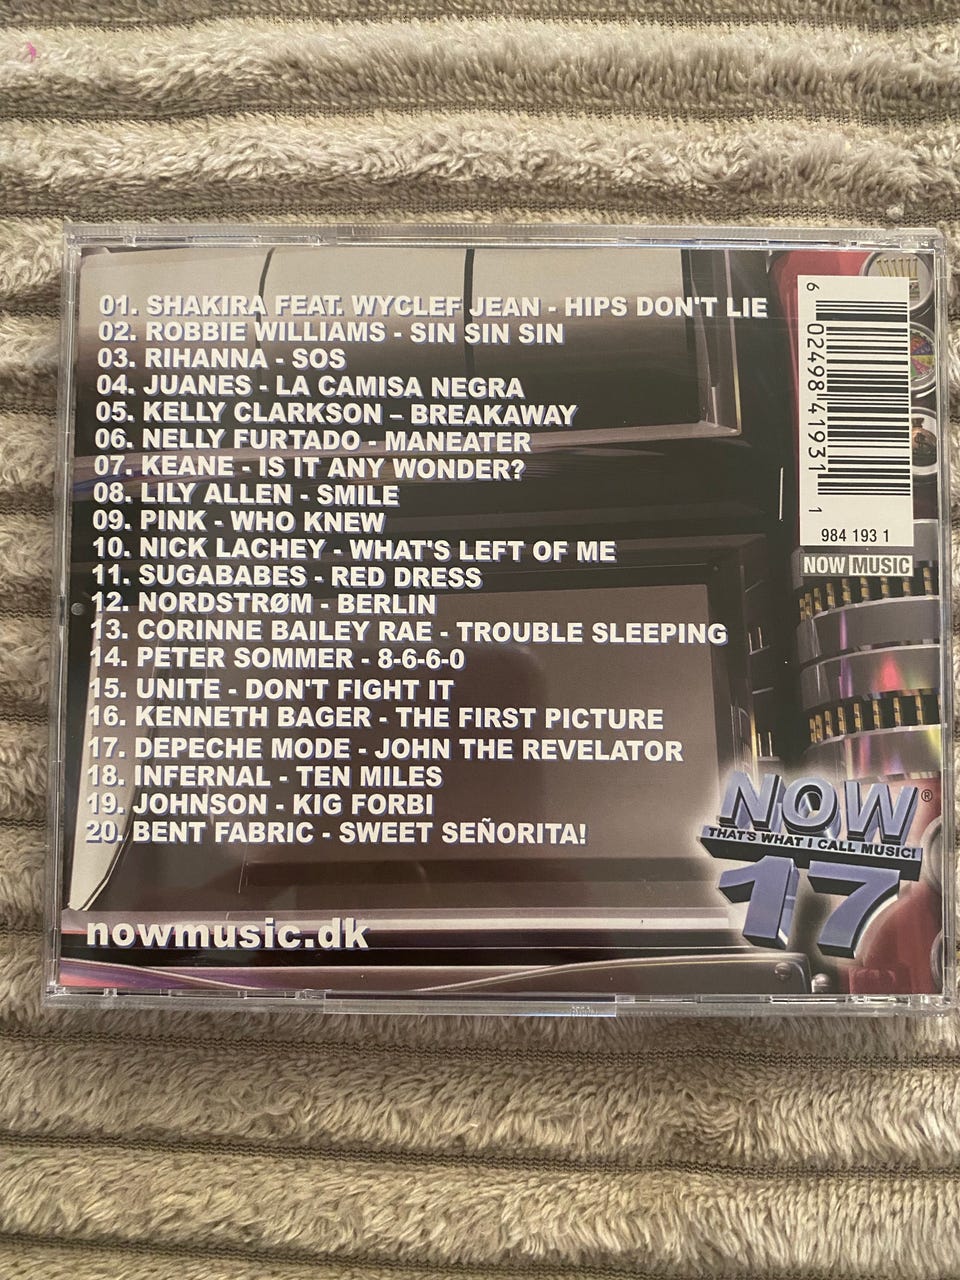 01. SHAKIRA FEAT. WYCLEF JEAN - HIPS DON'T LIE
02. ROBBIE WILLIAMS - SIN SIN SIN
03. RIHANNA - SOS
04. JUANES - LA CAMISA NEGRA
05. KELLY CLARKSON – BREAKAWAY
06. NELLY FURTADO - MANEATER
07. KEANE - IS IT ANY WONDER?
08. LILY ALLEN - SMILE
09. PINK - WHO KNEW
10. NICK LACHEY - WHAT'S LEFT OF ME
11. SUGABABES - RED DRESS
12. NORDSTRØM - BERLIN
13. CORINNE BAILEY RAE - TROUBLE SLEEPING
14. PETER SOMMER - 8-6-6-0
15. UNITE - DON'T FIGHT IT
16. KENNETH BAGER - THE FIRST PICTURE
17. DEPECHE MODE - JOHN THE REVELATOR
18. INFERNAL - TEN MILES
19. JOHNSON - KIG FORBI
20. BENT FABRIC - SWEET SEÑORITA!
nowmusic.dk
6 02498 41931 1
984 193 1
NOW MUSIC
NOW®
THAT'S WHAT I CALL MUSIC!
17